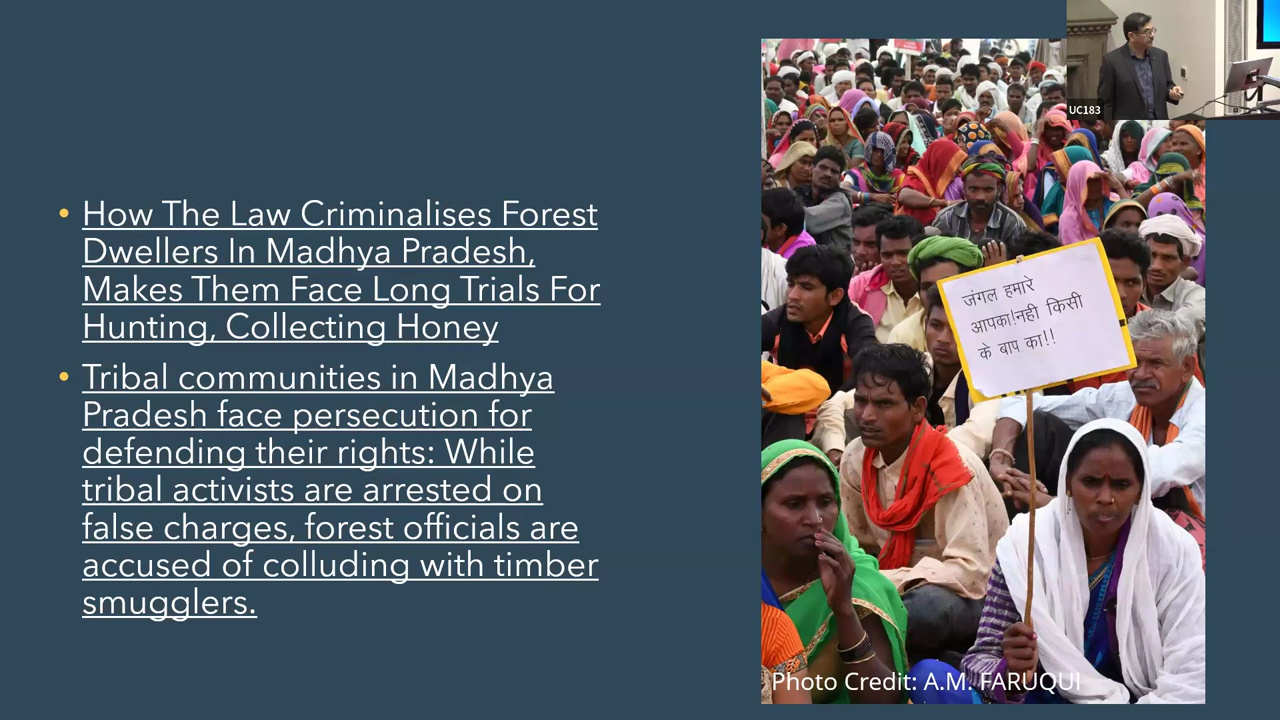 How The Law Criminalises Forest
Dwellers In Madhya Pradesh,
Makes Them Face Long Trials For
Hunting, Collecting Honey
Tribal communities in Madhya
Pradesh face persecution for
defending their rights: While
tribal activists are arrested on
false charges, forest officials are
accused of colluding with timber
smugglers.
UC183
जंगल हमारे
आपका!नही किसी
के बाप का!!
Photo Credit: A.M. FARUQUI